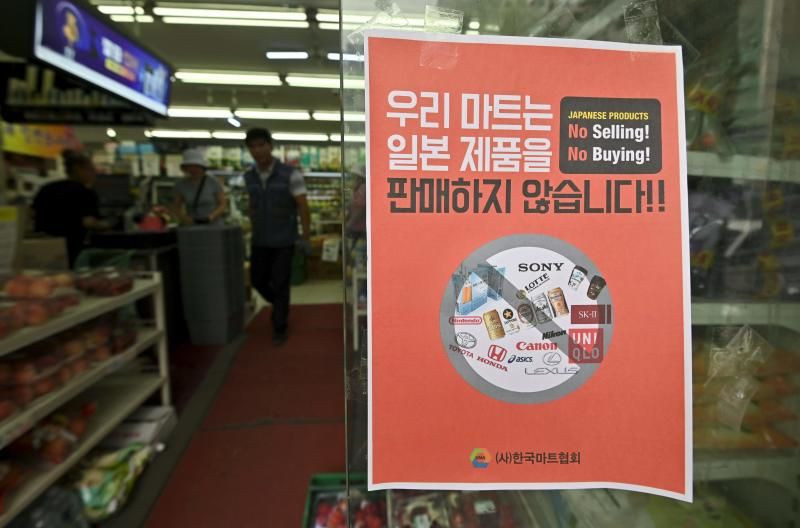 우리 마트는
일본 제품을
판매하지 않습니다!!
JAPANESE PRODUCTS
No Selling!
No Buying!
SONY
LOTTE
Nintendo
SK-II
Nikon
Canon
UNI
QLO
TOYOTA
HONDA
asics
LEXUS
(사)한국마트협회